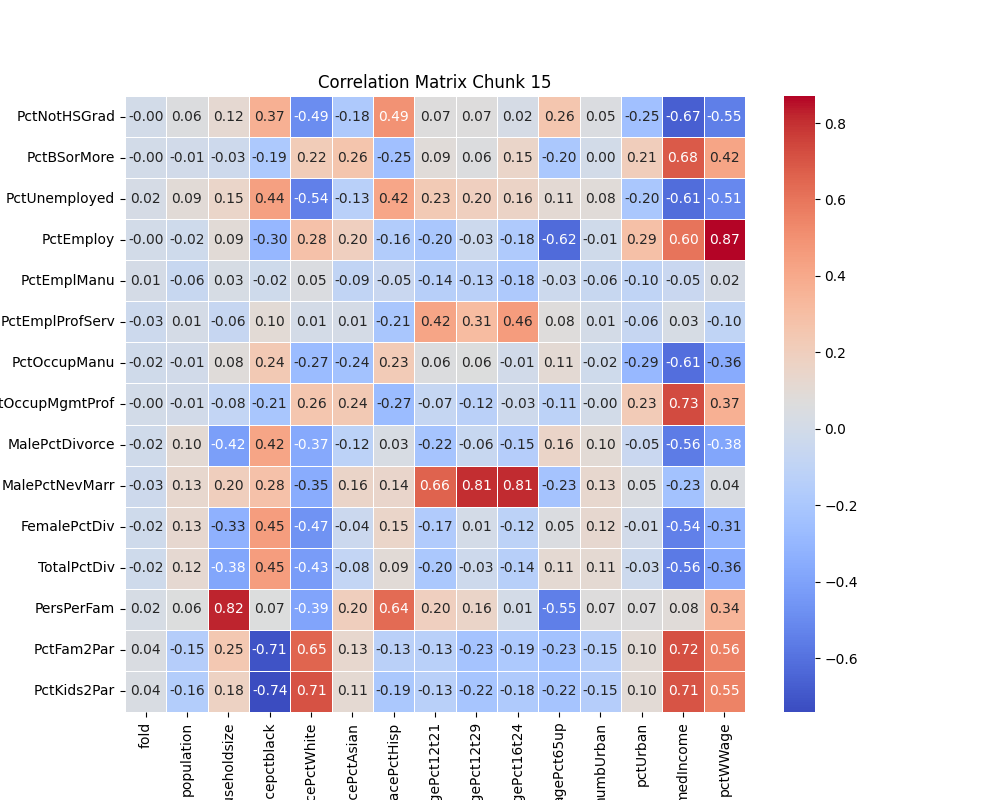 Correlation Matrix Chunk 15
PctNotHSGrad -0.00 0.06 0.12 0.37 -0.49 -0.18 0.49 0.07 0.07 0.02 0.26 0.05 -0.25 -0.67 -0.55
PctBSorMore -0.00 -0.01 -0.03 -0.19 0.22 0.26 -0.25 0.09 0.06 0.15 -0.20 0.00 0.21 0.68 0.42
PctUnemployed 0.02 0.09 0.15 0.44 -0.54 -0.13 0.42 0.23 0.20 0.16 0.11 0.08 -0.20 -0.61 -0.51
PctEmploy -0.00 -0.02 0.09 -0.30 0.28 0.20 -0.16 -0.20 -0.03 -0.18 -0.62 -0.01 0.29 0.60 0.87
PctEmplManu 0.01 -0.06 0.03 -0.02 0.05 -0.09 -0.05 -0.14 -0.13 -0.18 -0.03 -0.06 -0.10 -0.05 0.02
PctEmplProfServ -0.03 0.01 -0.06 0.10 0.01 0.01 -0.21 0.42 0.31 0.46 0.08 0.01 -0.06 0.03 -0.10
PctOccupManu -0.02 -0.01 0.08 0.24 -0.27 -0.24 0.23 0.06 0.06 -0.01 0.11 -0.02 -0.29 -0.61 -0.36
tOccupMgmtProf -0.00 -0.01 -0.08 -0.21 0.26 0.24 -0.27 -0.07 -0.12 -0.03 -0.11 -0.00 0.23 0.73 0.37
MalePctDivorce -0.02 0.10 -0.42 0.42 -0.37 -0.12 0.03 -0.22 -0.06 -0.15 0.16 0.10 -0.05 -0.56 -0.38
MalePctNevMarr -0.03 0.13 0.20 0.28 -0.35 0.16 0.14 0.66 0.81 0.81 -0.23 0.13 0.05 -0.23 0.04
FemalePctDiv -0.02 0.13 -0.33 0.45 -0.47 -0.04 0.15 -0.17 0.01 -0.12 0.05 0.12 -0.01 -0.54 -0.31
TotalPctDiv -0.02 0.12 -0.38 0.45 -0.43 -0.08 0.09 -0.20 -0.03 -0.14 0.11 0.11 -0.03 -0.56 -0.36
PersPerFam 0.02 0.06 0.82 0.07 -0.39 0.20 0.64 0.20 0.16 0.01 -0.55 0.07 0.07 0.08 0.34
PctFam2Par 0.04 -0.15 0.25 -0.71 0.65 0.13 -0.13 -0.13 -0.23 -0.19 -0.23 -0.15 0.10 0.72 0.56
PctKids2Par 0.04 -0.16 0.18 -0.74 0.71 0.11 -0.19 -0.13 -0.22 -0.18 -0.22 -0.15 0.10 0.71 0.55
fold
population
useholdsize
cepctblack
cePctWhite
cePctAsian
acePctHisp
gePct12t21
gePct12t29
gePct16t24
agePct65up
numbUrban
pctUrban
medIncome
pctWWage
0.8
0.6
0.4
0.2
0.0
−0.2
−0.4
−0.6